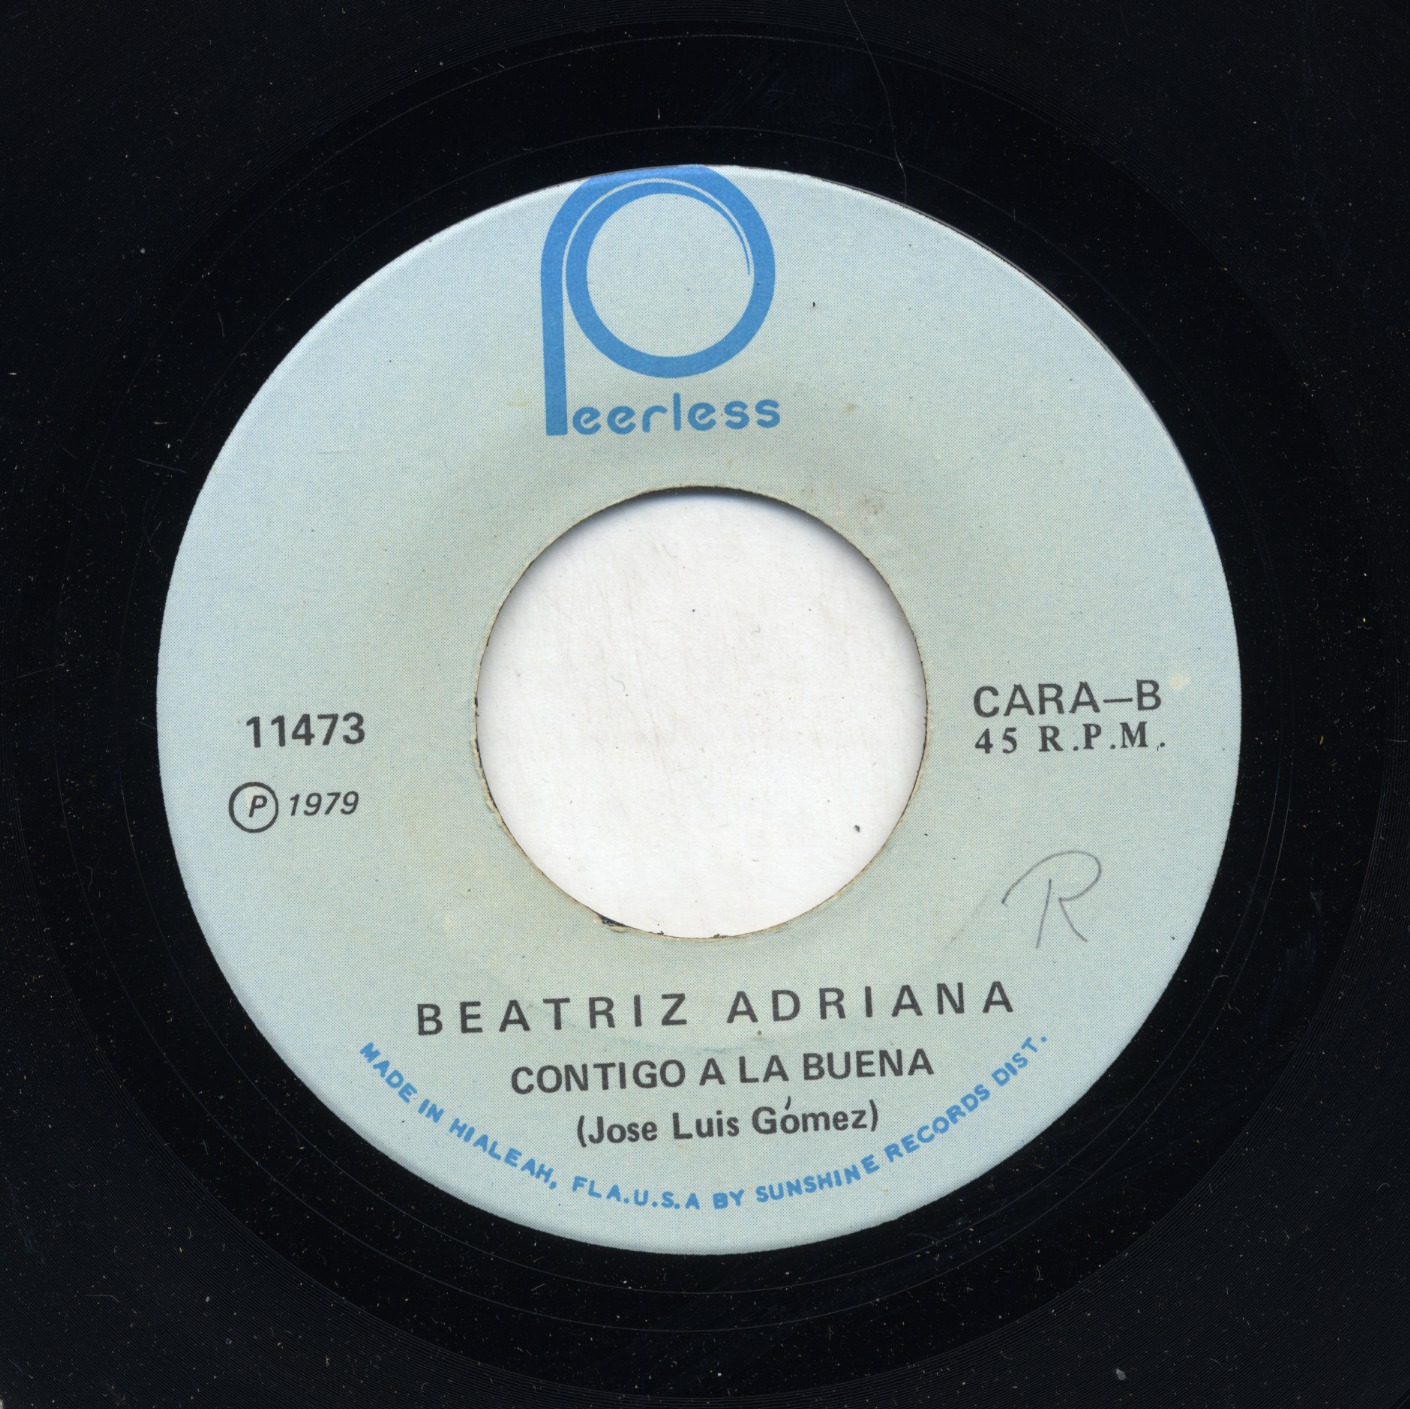 Peerless
11473
Ⓟ 1979
CARA—B
45 R.P.M.
R
BEATRIZ ADRIANA
CONTIGO A LA BUENA
(Jose Luis Gómez)
MADE IN HIALEAH, FLA.U.S.A BY SUNSHINE RECORDS DIST.